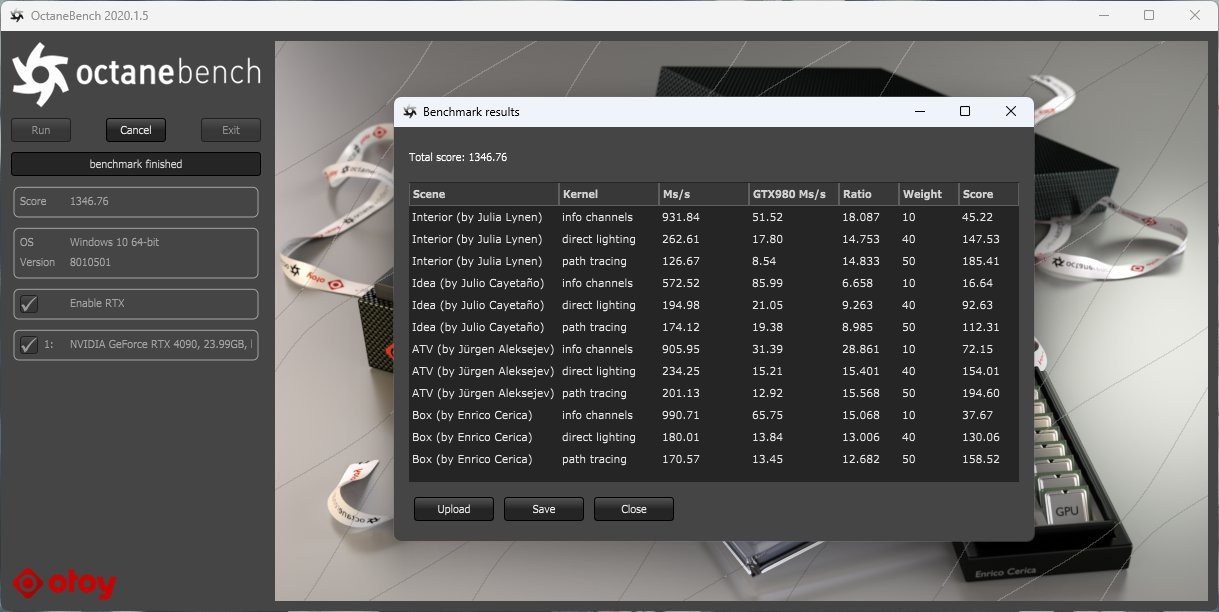 OctaneBench 2020.1.5
octanebench
Run Cancel Exit
benchmark finished
Score 1346.76
OS Windows 10 64-bit
Version 8010501
Enable RTX
1: NVIDIA GeForce RTX 4090, 23.99GB,
otoy
Benchmark results
Total score: 1346.76
Scene Kernel Ms/s GTX980 Ms/s Ratio Weight Score
Interior (by Julia Lynen) info channels 931.84 51.52 18.087 10 45.22
Interior (by Julia Lynen) direct lighting 262.61 17.80 14.753 40 147.53
Interior (by Julia Lynen) path tracing 126.67 8.54 14.833 50 185.41
Idea (by Julio Cayetaño) info channels 572.52 85.99 6.658 10 16.64
Idea (by Julio Cayetaño) direct lighting 194.98 21.05 9.263 40 92.63
Idea (by Julio Cayetaño) path tracing 174.12 19.38 8.985 50 112.31
ATV (by Jürgen Aleksejev) info channels 905.95 31.39 28.861 10 72.15
ATV (by Jürgen Aleksejev) direct lighting 234.25 15.21 15.401 40 154.01
ATV (by Jürgen Aleksejev) path tracing 201.13 12.92 15.568 50 194.60
Box (by Enrico Cerica) info channels 990.71 65.75 15.068 10 37.67
Box (by Enrico Cerica) direct lighting 180.01 13.84 13.006 40 130.06
Box (by Enrico Cerica) path tracing 170.57 13.45 12.682 50 158.52
Upload Save Close
GPU
Enrico Cerica